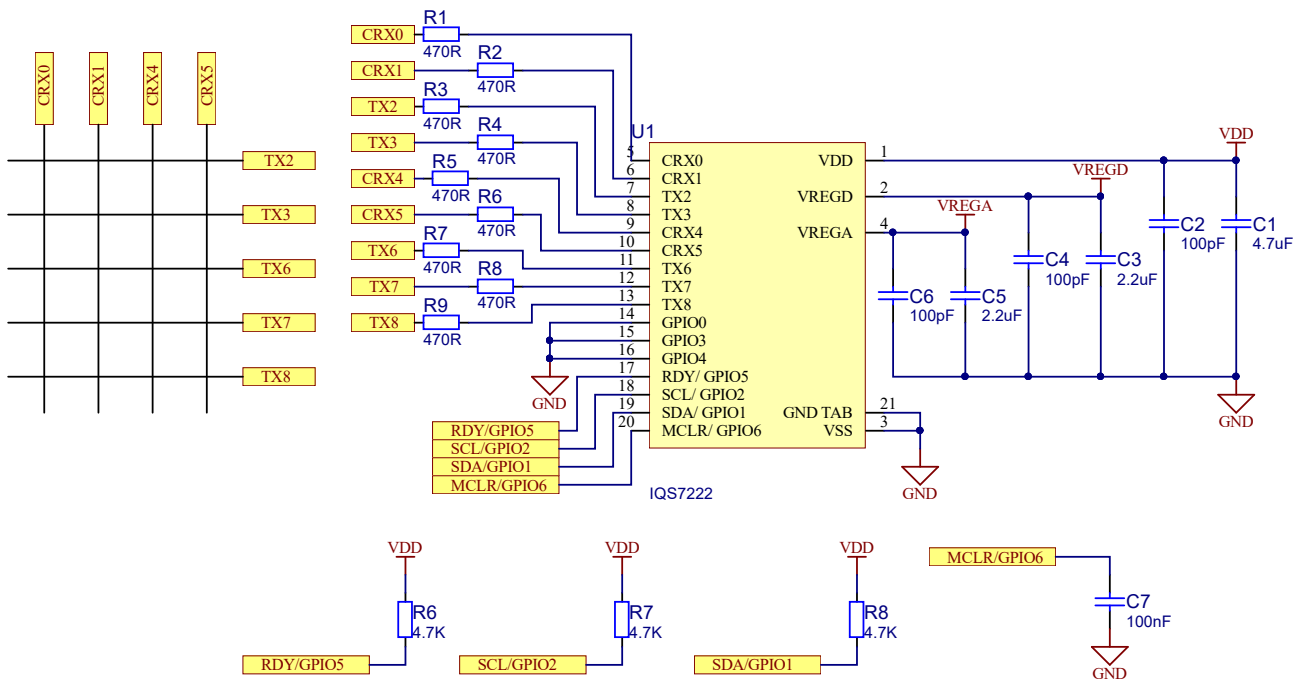 CRX0
CRX1
CRX4
CRX5
TX2
TX3
TX6
TX7
TX8
CRX0
R1
470R
CRX1
R2
470R
TX2
R3
470R
TX3
R4
470R
CRX4
R5
470R
CRX5
R6
470R
TX6
R7
470R
TX7
R8
470R
TX8
R9
470R
U1
5 CRX0
6 CRX1
7 TX2
8 TX3
9 CRX4
10 CRX5
11 TX6
12 TX7
13 TX8
14 GPIO0
15 GPIO3
16 GPIO4
17 RDY/ GPIO5
18 SCL/ GPIO2
19 SDA/ GPIO1
20 MCLR/ GPIO6
VDD 1
VREGD 2
VREGA 4
GND TAB 21
VSS 3
IQS7222
GND
RDY/GPIO5
SCL/GPIO2
SDA/GPIO1
MCLR/GPIO6
VDD
VREGD
VREGA
C2
100pF
C1
4.7uF
C4
100pF
C3
2.2uF
C6
100pF
C5
2.2uF
GND
GND
VDD
R6
4.7K
RDY/GPIO5
VDD
R7
4.7K
SCL/GPIO2
VDD
R8
4.7K
SDA/GPIO1
MCLR/GPIO6
C7
100nF
GND